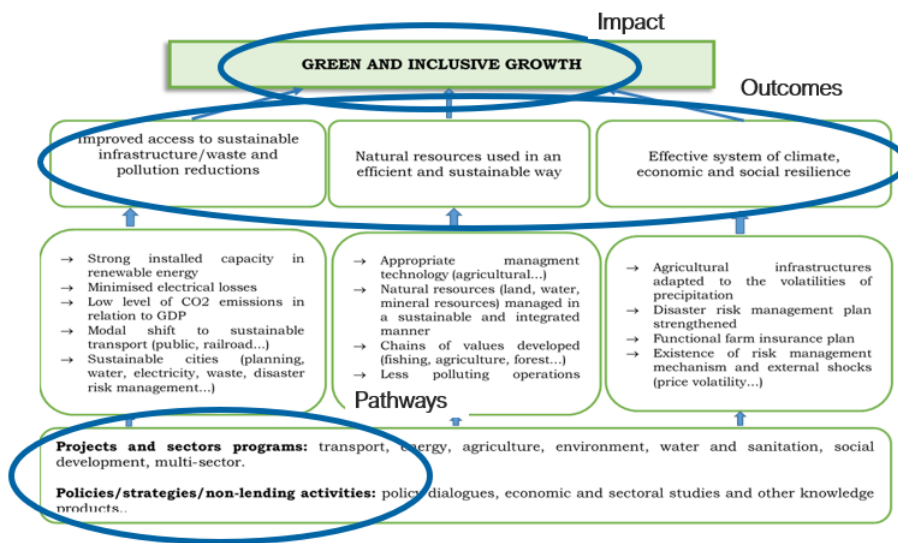 Impact
GREEN AND INCLUSIVE GROWTH
Outcomes
Improved access to sustainable
infrastructure/waste and
pollution reductions
Natural resources used in an
efficient and sustainable way
Effective system of climate,
economic and social resilience
→ Strong installed capacity in
renewable energy
→ Minimised electrical losses
→ Low level of CO2 emissions in
relation to GDP
→ Modal shift to sustainable
transport (public, railroad...)
→ Sustainable cities (planning,
water, electricity, waste, disaster
risk management...)
→ Appropriate managment
technology (agricultural...)
→ Natural resources (land, water,
mineral resources) managed in
a sustainable and integrated
manner
→ Chains of values developed
(fishing, agriculture, forest...)
→ Less polluting operations
→ Agricultural infrastructures
adapted to the volatilities of
precipitation
→ Disaster risk management plan
strengthened
→ Functional farm insurance plan
→ Existence of risk management
mechanism and external shocks
(price volatility...)
Pathways
Projects and sectors programs: transport, energy, agriculture, environment, water and sanitation, social
development, multi-sector.
Policies/strategies/non-lending activities: policy dialogues, economic and sectoral studies and other knowledge
products..